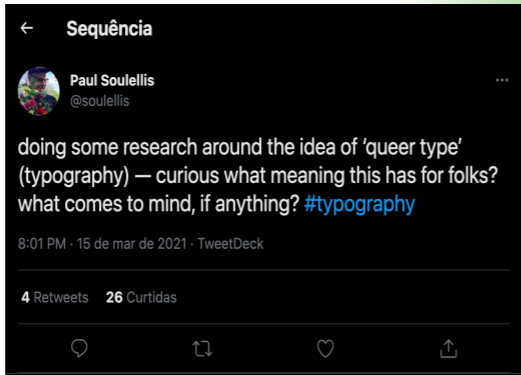 ← Sequência
Paul Soulellis
@soulellis
doing some research around the idea of ‘queer type’
(typography) — curious what meaning this has for folks?
what comes to mind, if anything? #typography
8:01 PM · 15 de mar de 2021 · TweetDeck
4 Retweets 26 Curtidas